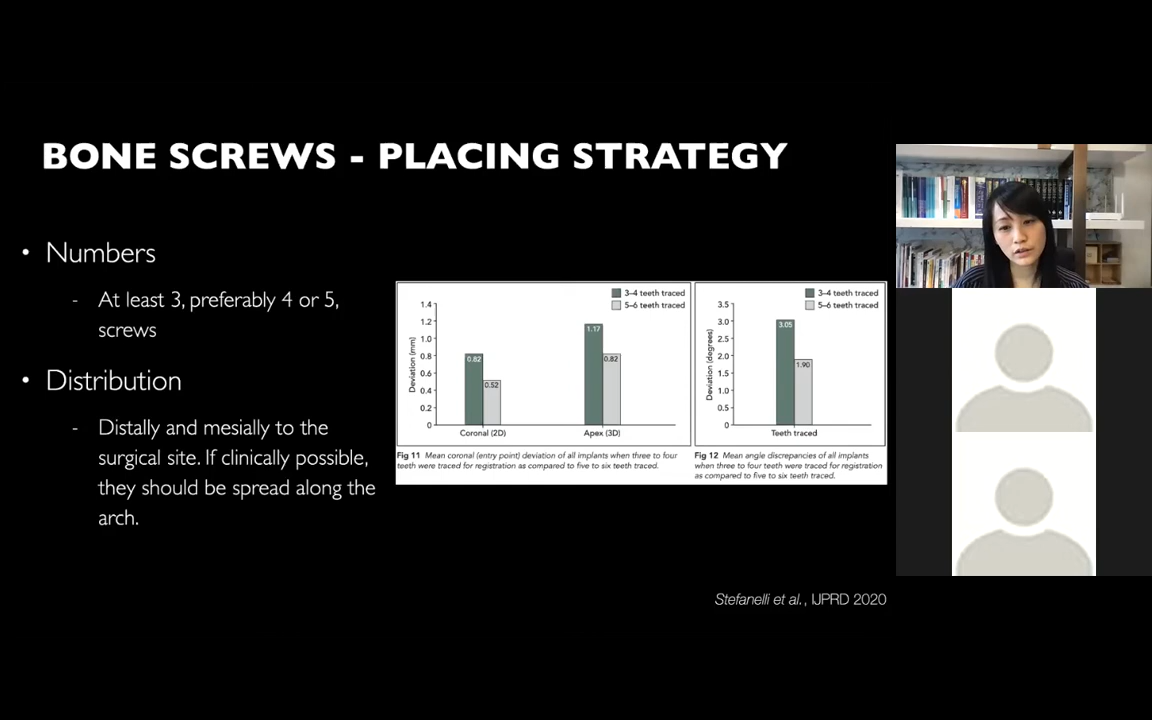 BONE SCREWS - PLACING STRATEGY
• Numbers
- At least 3, preferably 4 or 5,
screws
• Distribution
- Distally and mesially to the
surgical site. If clinically possible,
they should be spread along the
arch.
3–4 teeth traced
5–6 teeth traced
1.4
1.2
1.0
0.8
0.6
0.4
0.2
0
Deviation (mm)
0.82
0.52
1.17
0.82
Coronal (2D)
Apex (3D)
Fig 11 Mean coronal (entry point) deviation of all implants when three to four
teeth were traced for registration as compared to five to six teeth traced.
3–4 teeth traced
5–6 teeth traced
3.5
3.0
2.5
2.0
1.5
1.0
0.5
0
Deviation (degrees)
3.05
1.90
Teeth traced
Fig 12 Mean angle discrepancies of all implants
when three to four teeth were traced for registration
as compared to five to six teeth traced.
Stefanelli et al., IJPRD 2020